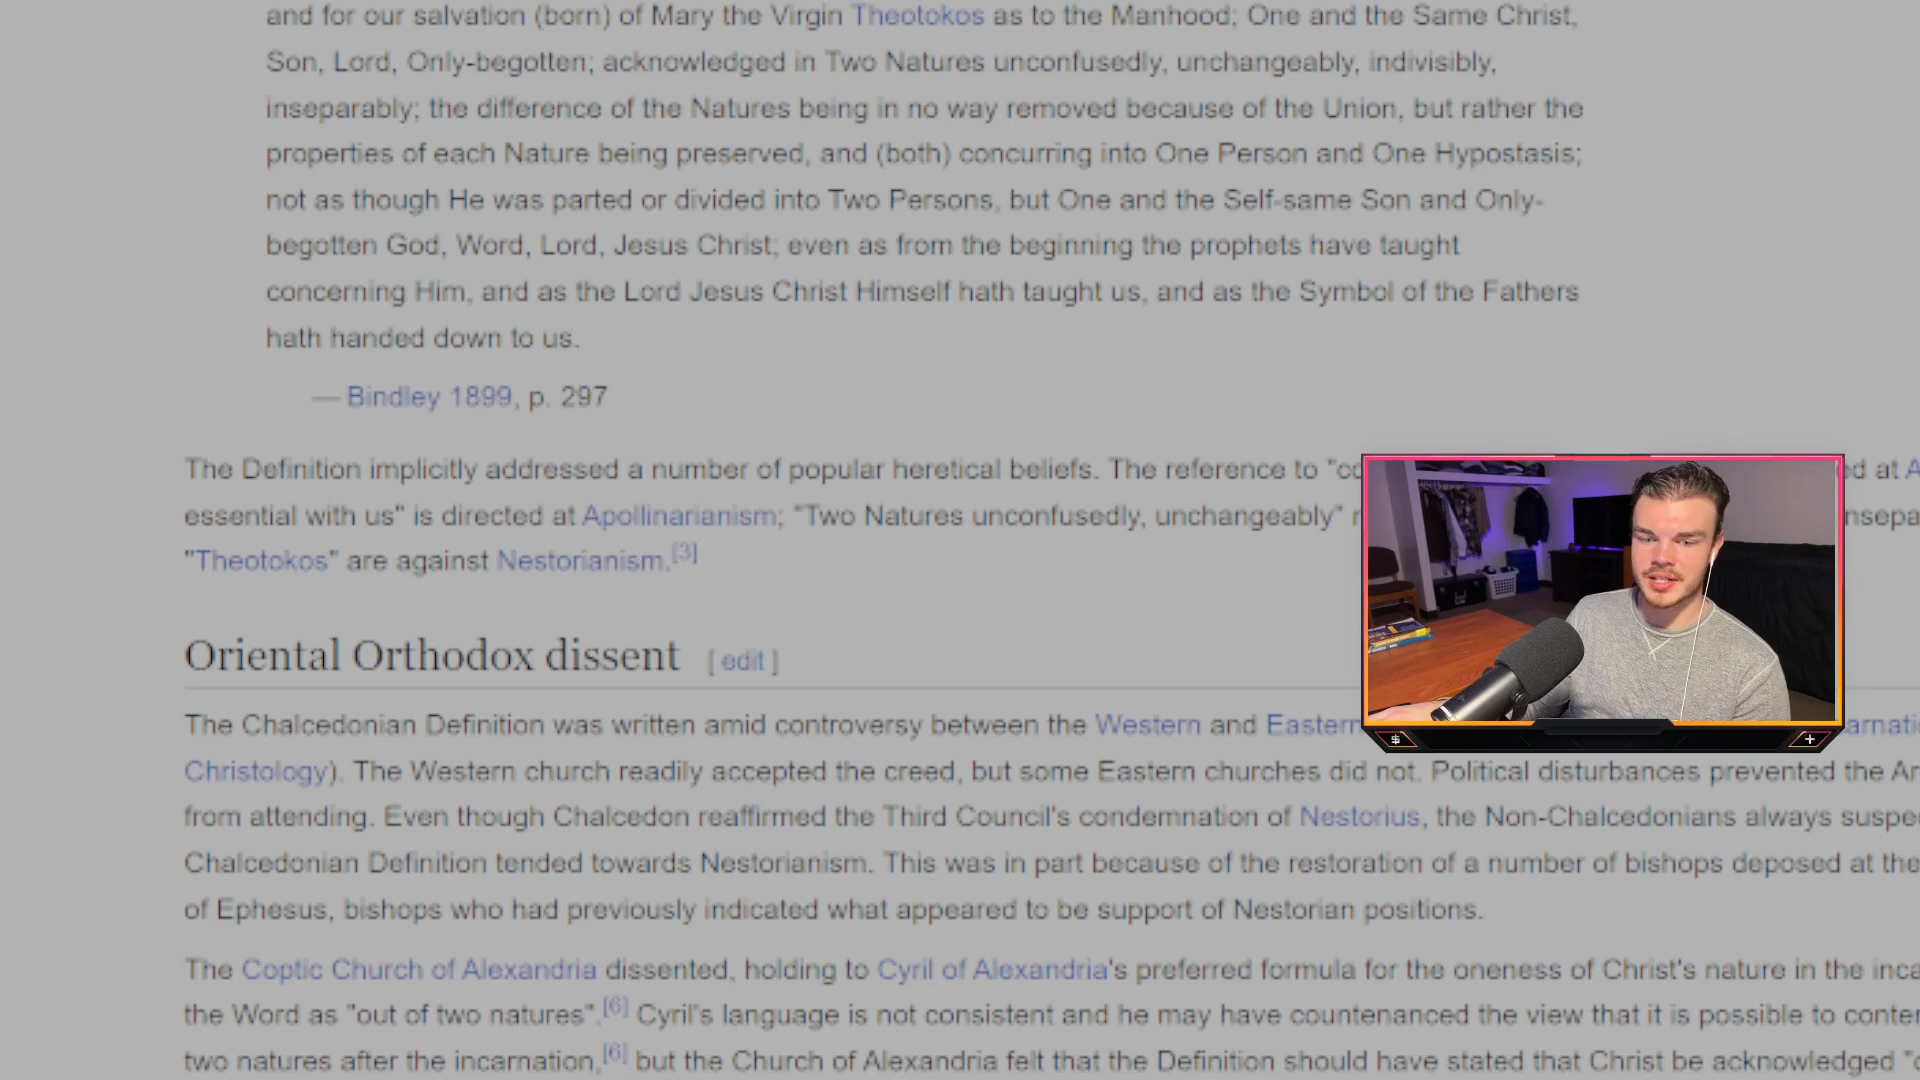 and for our salvation (born) of Mary the Virgin Theotokos as to the Manhood; One and the Same Christ,
Son, Lord, Only-begotten; acknowledged in Two Natures unconfusedly, unchangeably, indivisibly,
inseparably; the difference of the Natures being in no way removed because of the Union, but rather the
properties of each Nature being preserved, and (both) concurring into One Person and One Hypostasis;
not as though He was parted or divided into Two Persons, but One and the Self-same Son and Only-
begotten God, Word, Lord, Jesus Christ; even as from the beginning the prophets have taught
concerning Him, and as the Lord Jesus Christ Himself hath taught us, and as the Symbol of the Fathers
hath handed down to us.
— Bindley 1899, p. 297
The Definition implicitly addressed a number of popular heretical beliefs. The reference to "co ed at A
essential with us" is directed at Apollinarianism; "Two Natures unconfusedly, unchangeably" r nsepa
"Theotokos" are against Nestorianism.[3]
Oriental Orthodox dissent [ edit ]
The Chalcedonian Definition was written amid controversy between the Western and Eastern arnati
Christology). The Western church readily accepted the creed, but some Eastern churches did not. Political disturbances prevented the Ar
from attending. Even though Chalcedon reaffirmed the Third Council's condemnation of Nestorius, the Non-Chalcedonians always suspe
Chalcedonian Definition tended towards Nestorianism. This was in part because of the restoration of a number of bishops deposed at the
of Ephesus, bishops who had previously indicated what appeared to be support of Nestorian positions.
The Coptic Church of Alexandria dissented, holding to Cyril of Alexandria's preferred formula for the oneness of Christ's nature in the inca
the Word as "out of two natures".[6] Cyril's language is not consistent and he may have countenanced the view that it is possible to conte
two natures after the incarnation,[6] but the Church of Alexandria felt that the Definition should have stated that Christ be acknowledged "o